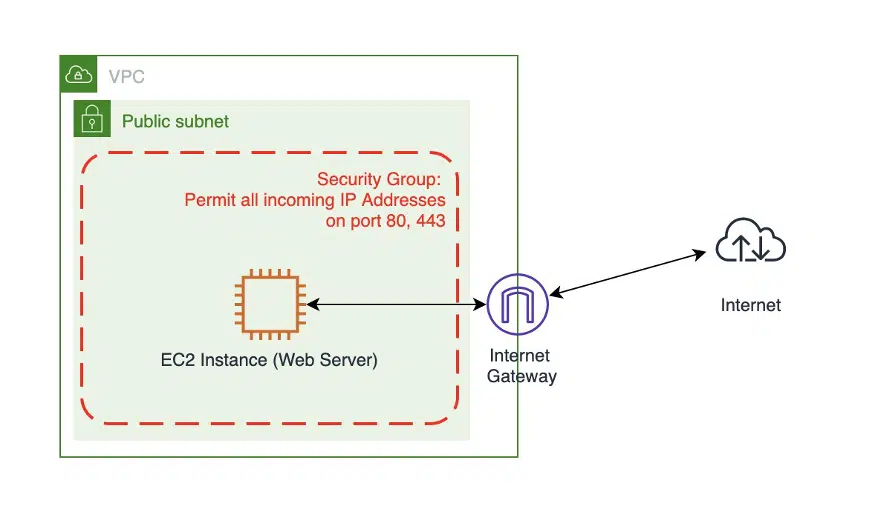 VPC
Public subnet
Security Group:
Permit all incoming IP Addresses
on port 80, 443
EC2 Instance (Web Server)
Internet
Gateway
Internet